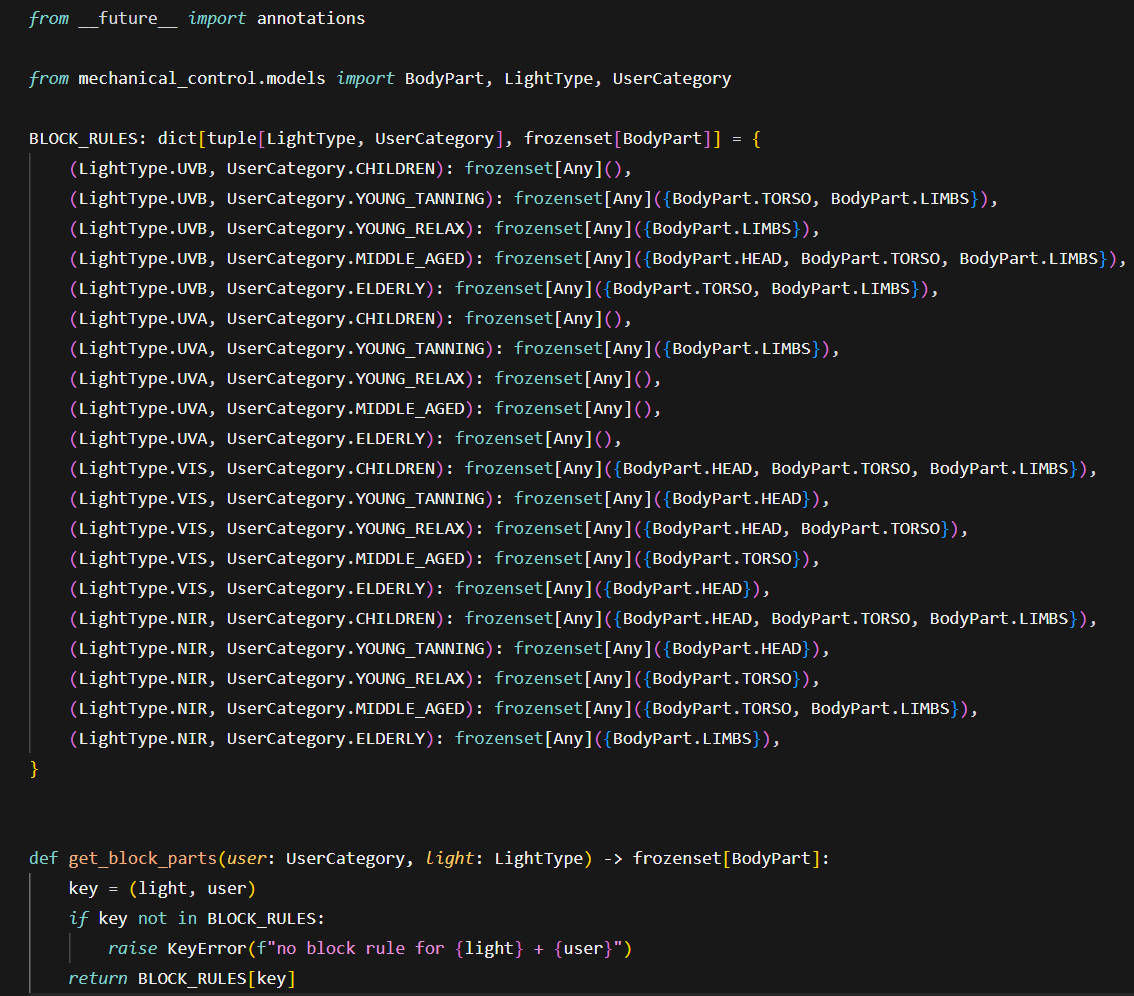 from __future__ import annotations
from mechanical_control.models import BodyPart, LightType, UserCategory
BLOCK_RULES: dict[tuple[LightType, UserCategory], frozenset[BodyPart]] = {
(LightType.UVB, UserCategory.CHILDREN): frozenset[Any](),
(LightType.UVB, UserCategory.YOUNG_TANNING): frozenset[Any]({BodyPart.TORSO, BodyPart.LIMBS}),
(LightType.UVB, UserCategory.YOUNG_RELAX): frozenset[Any]({BodyPart.LIMBS}),
(LightType.UVB, UserCategory.MIDDLE_AGED): frozenset[Any]({BodyPart.HEAD, BodyPart.TORSO, BodyPart.LIMBS}),
(LightType.UVB, UserCategory.ELDERLY): frozenset[Any]({BodyPart.TORSO, BodyPart.LIMBS}),
(LightType.UVA, UserCategory.CHILDREN): frozenset[Any](),
(LightType.UVA, UserCategory.YOUNG_TANNING): frozenset[Any]({BodyPart.LIMBS}),
(LightType.UVA, UserCategory.YOUNG_RELAX): frozenset[Any](),
(LightType.UVA, UserCategory.MIDDLE_AGED): frozenset[Any](),
(LightType.UVA, UserCategory.ELDERLY): frozenset[Any](),
(LightType.VIS, UserCategory.CHILDREN): frozenset[Any]({BodyPart.HEAD, BodyPart.TORSO, BodyPart.LIMBS}),
(LightType.VIS, UserCategory.YOUNG_TANNING): frozenset[Any]({BodyPart.HEAD}),
(LightType.VIS, UserCategory.YOUNG_RELAX): frozenset[Any]({BodyPart.HEAD, BodyPart.TORSO}),
(LightType.VIS, UserCategory.MIDDLE_AGED): frozenset[Any]({BodyPart.TORSO}),
(LightType.VIS, UserCategory.ELDERLY): frozenset[Any]({BodyPart.HEAD}),
(LightType.NIR, UserCategory.CHILDREN): frozenset[Any]({BodyPart.HEAD, BodyPart.TORSO, BodyPart.LIMBS}),
(LightType.NIR, UserCategory.YOUNG_TANNING): frozenset[Any]({BodyPart.HEAD}),
(LightType.NIR, UserCategory.YOUNG_RELAX): frozenset[Any]({BodyPart.TORSO}),
(LightType.NIR, UserCategory.MIDDLE_AGED): frozenset[Any]({BodyPart.TORSO, BodyPart.LIMBS}),
(LightType.NIR, UserCategory.ELDERLY): frozenset[Any]({BodyPart.LIMBS}),
}
def get_block_parts(user: UserCategory, light: LightType) -> frozenset[BodyPart]:
key = (light, user)
if key not in BLOCK_RULES:
raise KeyError(f"no block rule for {light} + {user}")
return BLOCK_RULES[key]